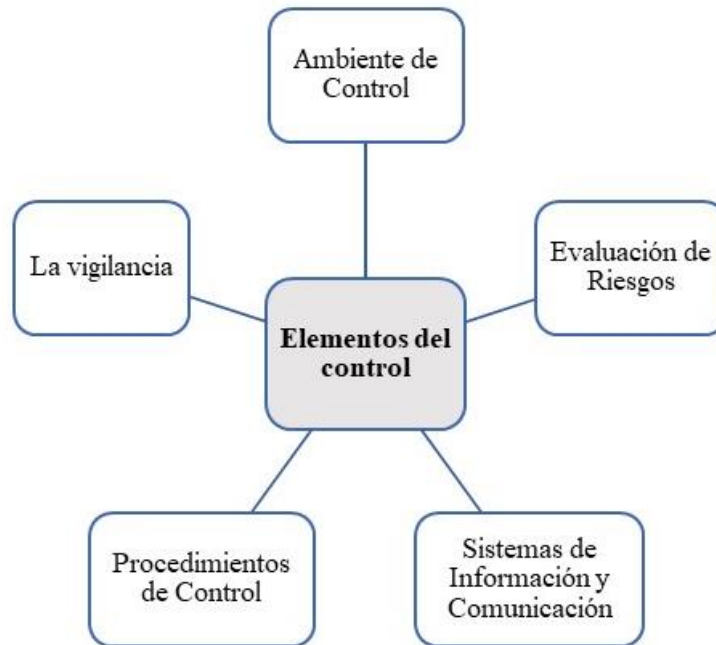 Ambiente de
Control
La vigilancia
Evaluación de
Riesgos
Elementos del
control
Procedimientos
de Control
Sistemas de
Información y
Comunicación